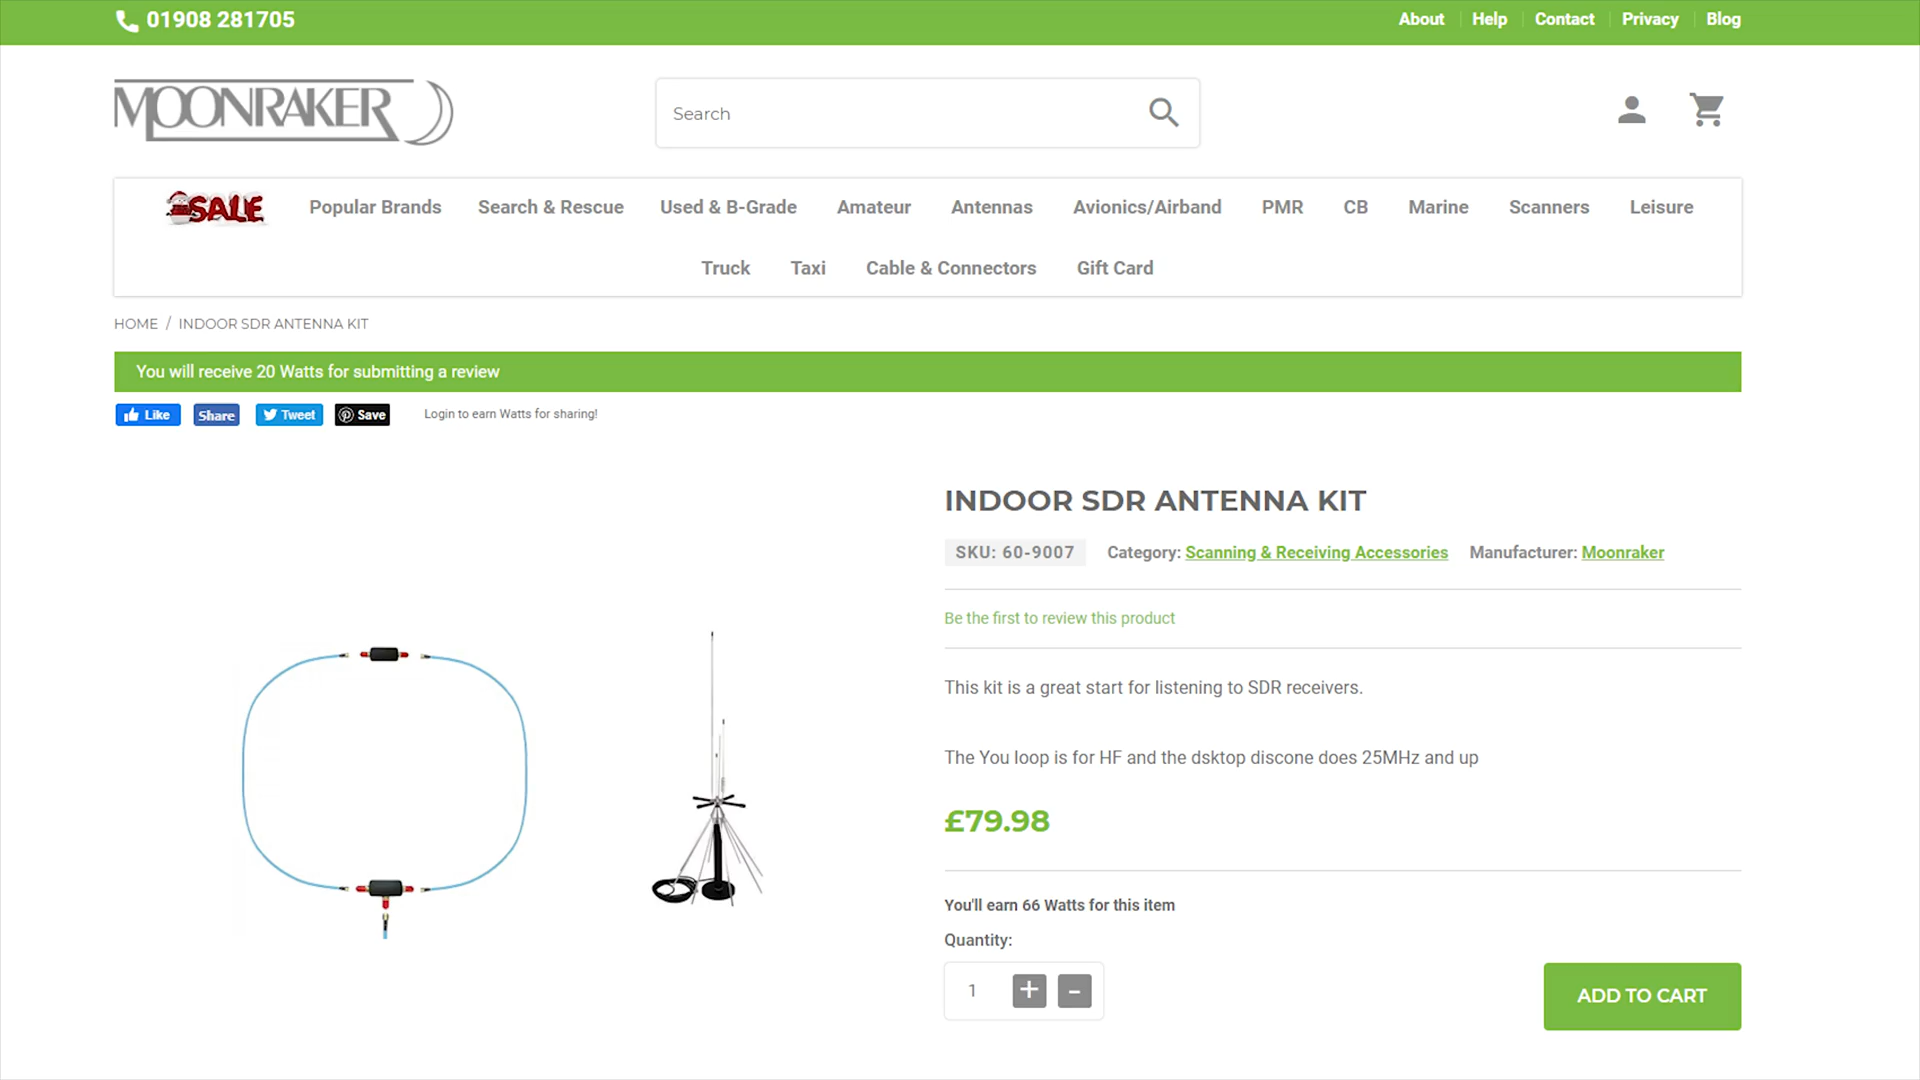 01908 281705
About Help Contact Privacy Blog
MOONRAKER
Search
SALE Popular Brands Search & Rescue Used & B-Grade Amateur Antennas Avionics/Airband PMR CB Marine Scanners Leisure
Truck Taxi Cable & Connectors Gift Card
HOME / INDOOR SDR ANTENNA KIT
You will receive 20 Watts for submitting a review
Like Share Tweet Save Login to earn Watts for sharing!
INDOOR SDR ANTENNA KIT
SKU: 60-9007 Category: Scanning & Receiving Accessories Manufacturer: Moonraker
Be the first to review this product
This kit is a great start for listening to SDR receivers.
The You loop is for HF and the dsktop discone does 25MHz and up
£79.98
You'll earn 66 Watts for this item
Quantity:
1 + -
ADD TO CART